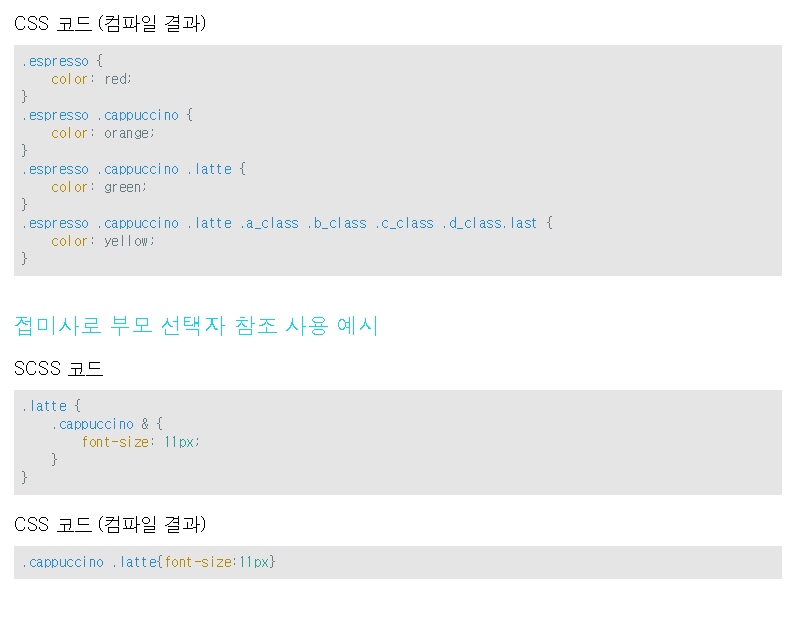 CSS 코드 (컴파일 결과)
.espresso {
    color: red;
}
.espresso .cappuccino {
    color: orange;
}
.espresso .cappuccino .latte {
    color: green;
}
.espresso .cappuccino .latte .a_class .b_class .c_class .d_class.last {
    color: yellow;
}
접미사로 부모 선택자 참조 사용 예시
SCSS 코드
.latte {
    .cappuccino & {
        font-size: 11px;
    }
}
CSS 코드 (컴파일 결과)
.cappuccino .latte{font-size:11px}